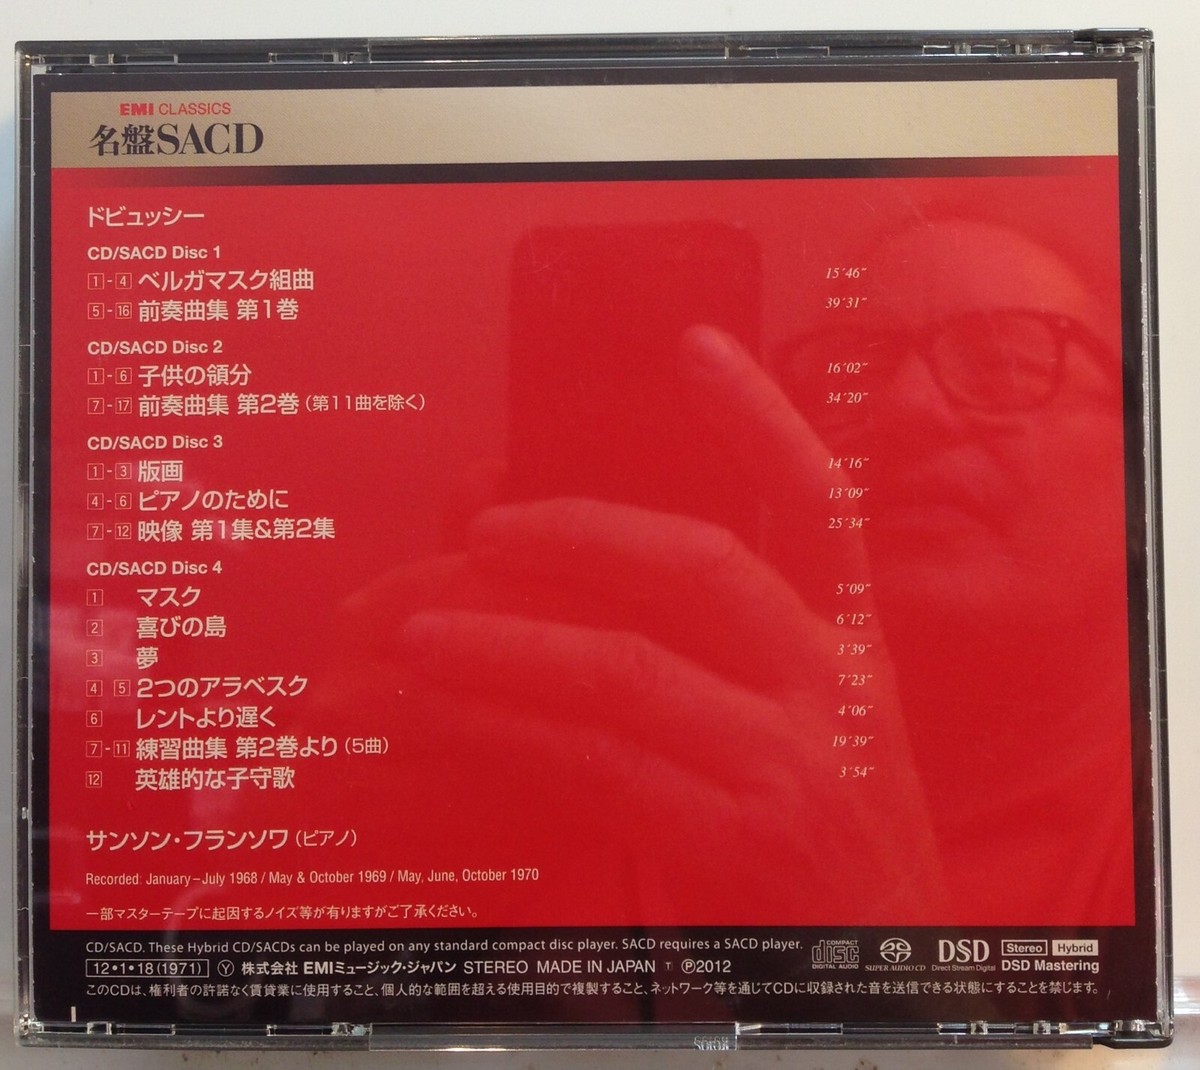 EMI CLASSICS
名盤SACD
ドビュッシー
CD/SACD Disc 1
1-4 ベルガマスク組曲 15´46″
5-16 前奏曲集 第1巻 39´31″
CD/SACD Disc 2
1-6 子供の領分 16´02″
7-17 前奏曲集 第2巻(第11曲を除く) 34´20″
CD/SACD Disc 3
1-3 版画 14´16″
4-6 ピアノのために 13´09″
7-12 映像 第1集&第2集 25´34″
CD/SACD Disc 4
1 マスク 5´09″
2 喜びの島 6´12″
3 夢 3´39″
4 5 2つのアラベスク 7´23″
6 レントより遅く 4´06″
7-11 練習曲集 第2巻より(5曲) 19´39″
12 英雄的な子守歌 3´54″
サンソン・フランソワ(ピアノ)
Recorded: January–July 1968 / May & October 1969 / May, June, October 1970
一部マスターテープに起因するノイズ等が有りますがご了承ください。
CD/SACD. These Hybrid CD/SACDs can be played on any standard compact disc player. SACD requires a SACD player.
12•1•18(1971) Ⓨ 株式会社 EMIミュージック・ジャパン STEREO MADE IN JAPAN T ℗2012
COMPACT disc DIGITAL AUDIO
SUPER AUDIO CD
DSD Direct Stream Digital
Stereo Hybrid
DSD Mastering
このCDは、権利者の許諾なく賃貸業に使用すること、個人的な範囲を超える使用目的で複製すること、ネットワーク等を通じてCDに収録された音を送信できる状態にすることを禁じます。